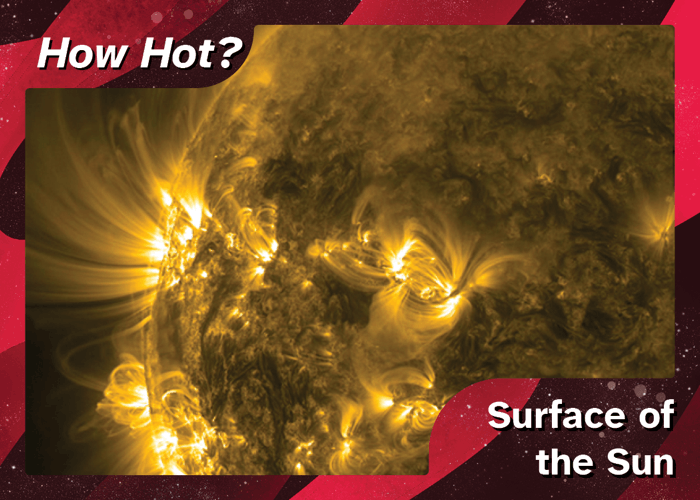 How Hot?
Surface of
the Sun